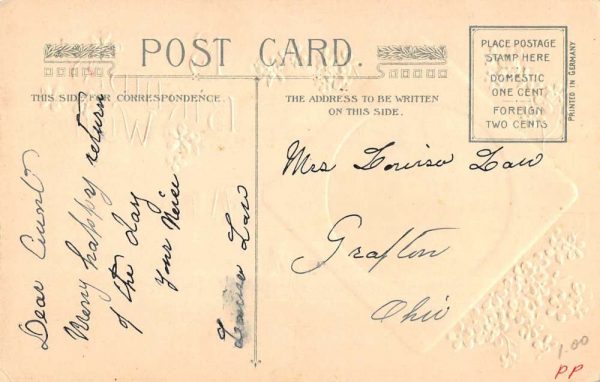 POST CARD.
THIS SIDE FOR CORRESPONDENCE.
THE ADDRESS TO BE WRITTEN
ON THIS SIDE.
PLACE POSTAGE
STAMP HERE
DOMESTIC
ONE CENT
FOREIGN
TWO CENTS
PRINTED IN GERMANY
Dear Aunt
Many happy return
of the day
Your Neice
Louisa Law
Mrs Louisa Law
Grafton
Ohio
1.00
PP